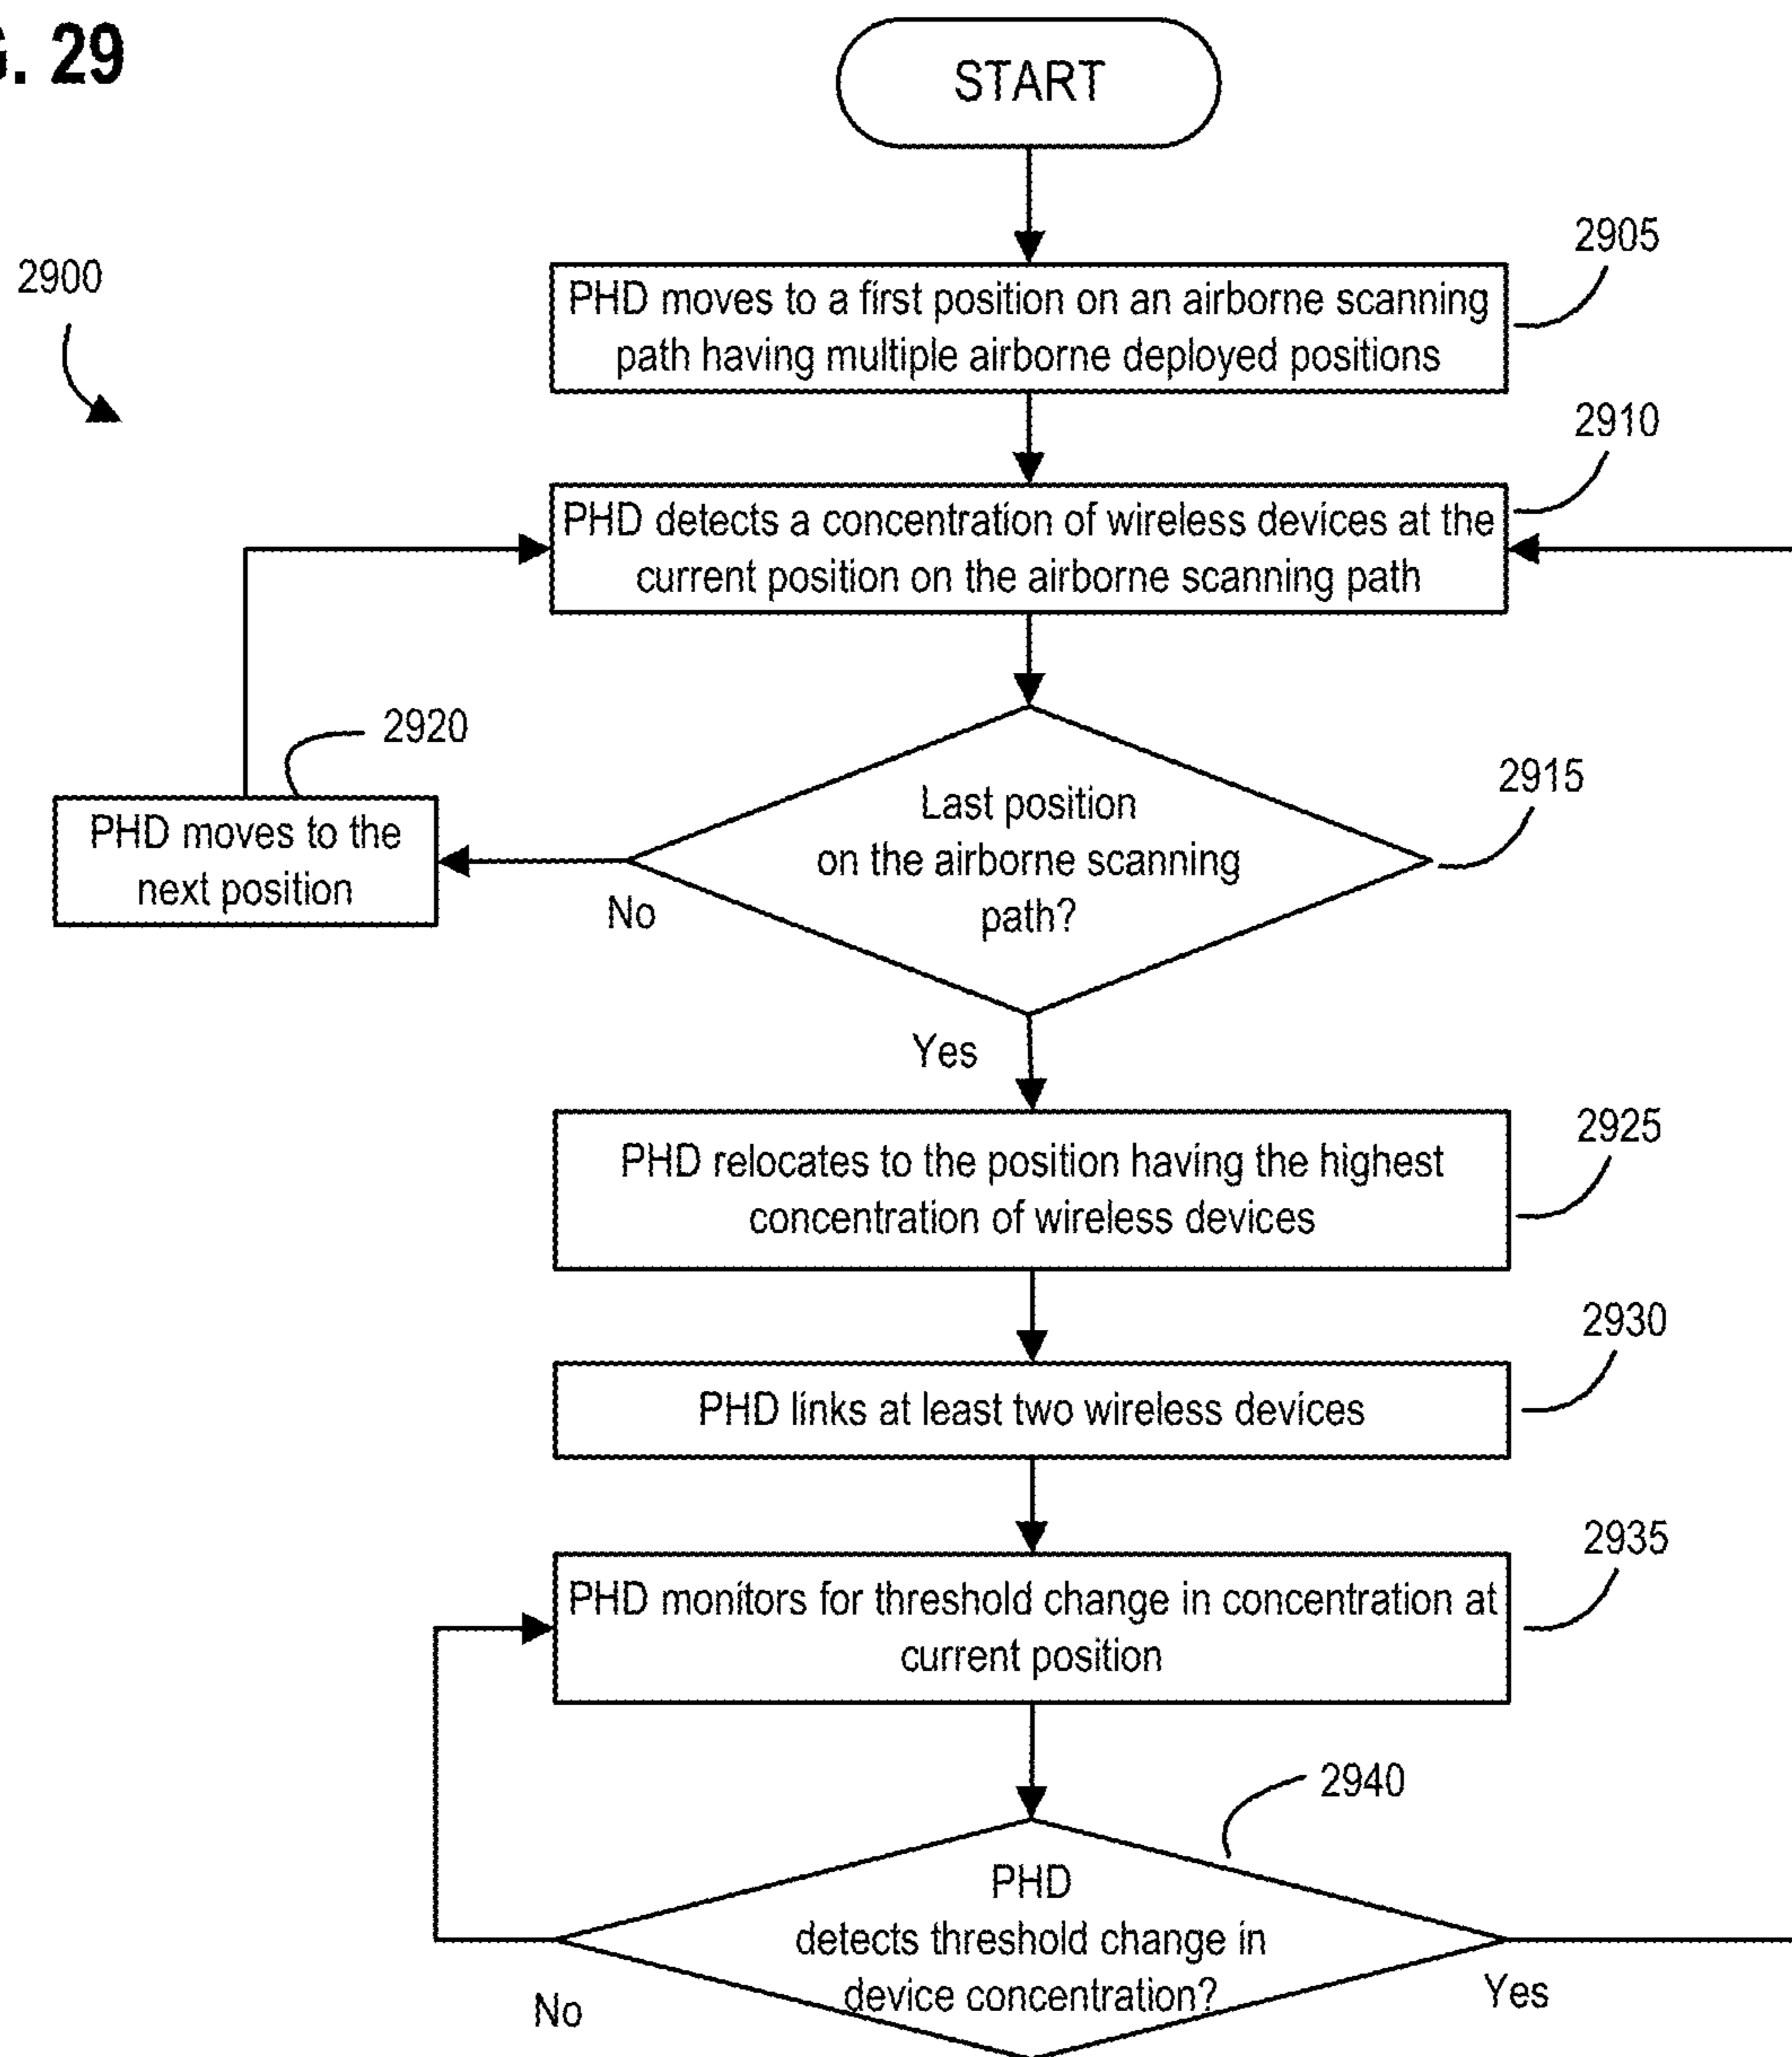 G. 29
START
2900
2905
PHD moves to a first position on an airborne scanning
path having multiple airborne deployed positions
2910
PHD detects a concentration of wireless devices at the
current position on the airborne scanning path
2920
PHD moves to the
next position
2915
Last position
on the airborne scanning
path?
No
Yes
2925
PHD relocates to the position having the highest
concentration of wireless devices
2930
PHD links at least two wireless devices
2935
PHD monitors for threshold change in concentration at
current position
2940
PHD
detects threshold change in
device concentration?
No
Yes